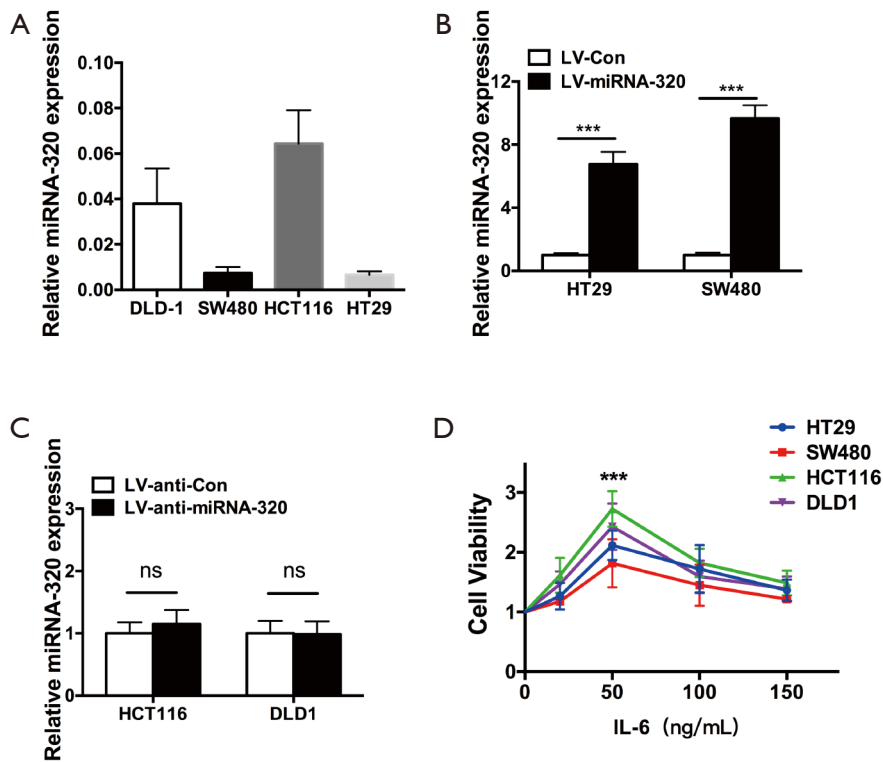 A
Relative miRNA-320 expression
0.10
0.08
0.06
0.04
0.02
0.00
DLD-1 SW480 HCT116 HT29
B
LV-Con
LV-miRNA-320
Relative miRNA-320 expression
12
8
4
0
*** ***
HT29 SW480
C
LV-anti-Con
LV-anti-miRNA-320
Relative miRNA-320 expression
3
2
1
0
ns ns
HCT116 DLD1
D
HT29
SW480
HCT116
DLD1
***
Cell Viability
3
2
1
0
0 50 100 150
IL-6 (ng/mL)